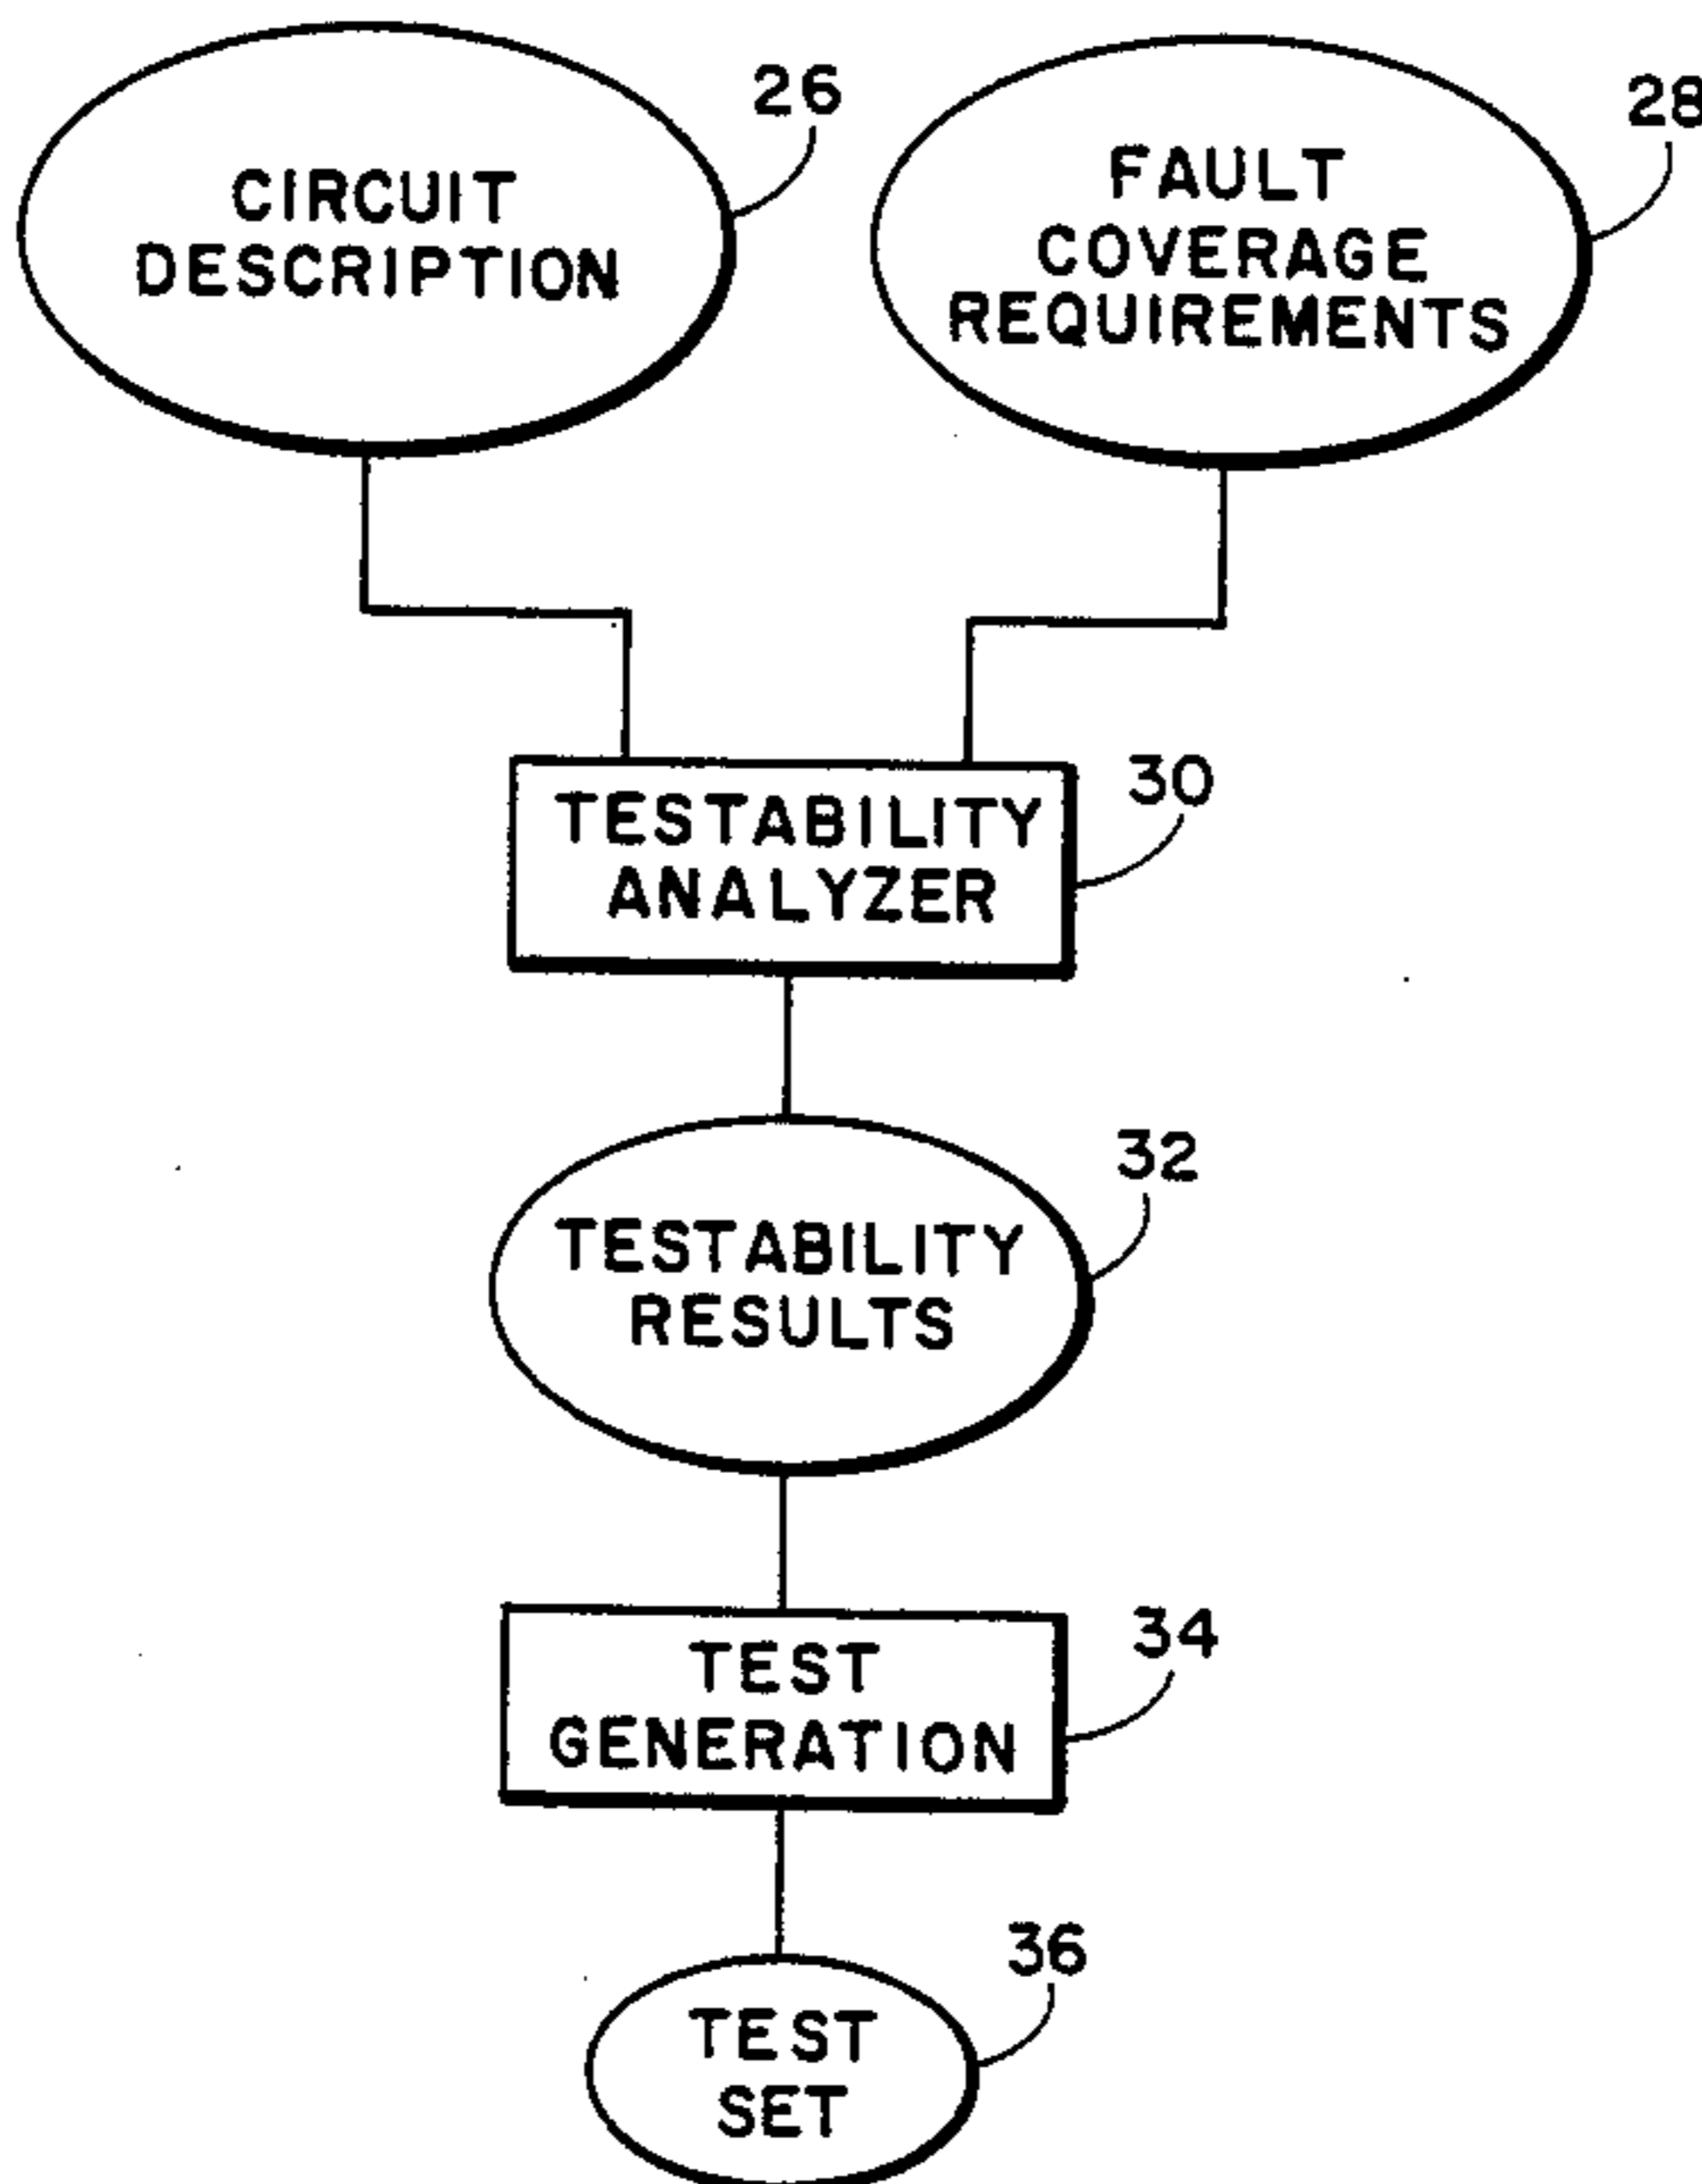 26
CIRCUIT
DESCRIPTION
28
FAULT
COVERAGE
REQUIREMENTS
30
TESTABILITY
ANALYZER
32
TESTABILITY
RESULTS
34
TEST
GENERATION
36
TEST
SET